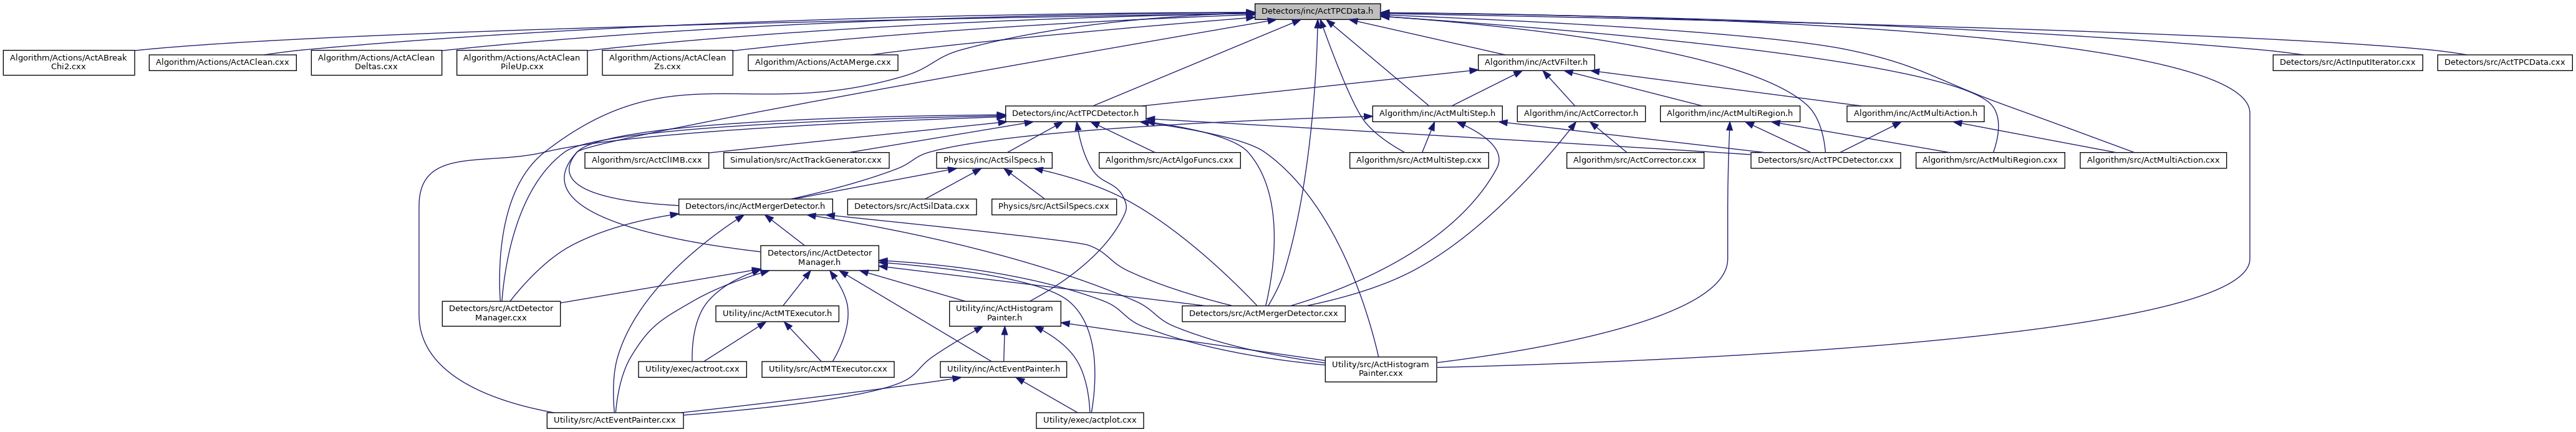 Detectors/inc/ActTPCData.h
Algorithm/Actions/ActABreak
Chi2.cxx
Algorithm/Actions/ActAClean.cxx
Algorithm/Actions/ActAClean
Deltas.cxx
Algorithm/Actions/ActAClean
PileUp.cxx
Algorithm/Actions/ActAClean
Zs.cxx
Algorithm/Actions/ActAMerge.cxx
Algorithm/inc/ActVFilter.h
Detectors/src/ActInputIterator.cxx
Detectors/src/ActTPCData.cxx
Detectors/inc/ActTPCDetector.h
Algorithm/inc/ActMultiStep.h
Algorithm/inc/ActCorrector.h
Algorithm/inc/ActMultiRegion.h
Algorithm/inc/ActMultiAction.h
Algorithm/src/ActClIMB.cxx
Simulation/src/ActTrackGenerator.cxx
Physics/inc/ActSilSpecs.h
Algorithm/src/ActAlgoFuncs.cxx
Algorithm/src/ActMultiStep.cxx
Algorithm/src/ActCorrector.cxx
Detectors/src/ActTPCDetector.cxx
Algorithm/src/ActMultiRegion.cxx
Algorithm/src/ActMultiAction.cxx
Detectors/inc/ActMergerDetector.h
Detectors/src/ActSilData.cxx
Physics/src/ActSilSpecs.cxx
Detectors/inc/ActDetector
Manager.h
Detectors/src/ActDetector
Manager.cxx
Utility/inc/ActMTExecutor.h
Utility/inc/ActHistogram
Painter.h
Detectors/src/ActMergerDetector.cxx
Utility/exec/actroot.cxx
Utility/src/ActMTExecutor.cxx
Utility/inc/ActEventPainter.h
Utility/src/ActHistogram
Painter.cxx
Utility/src/ActEventPainter.cxx
Utility/exec/actplot.cxx